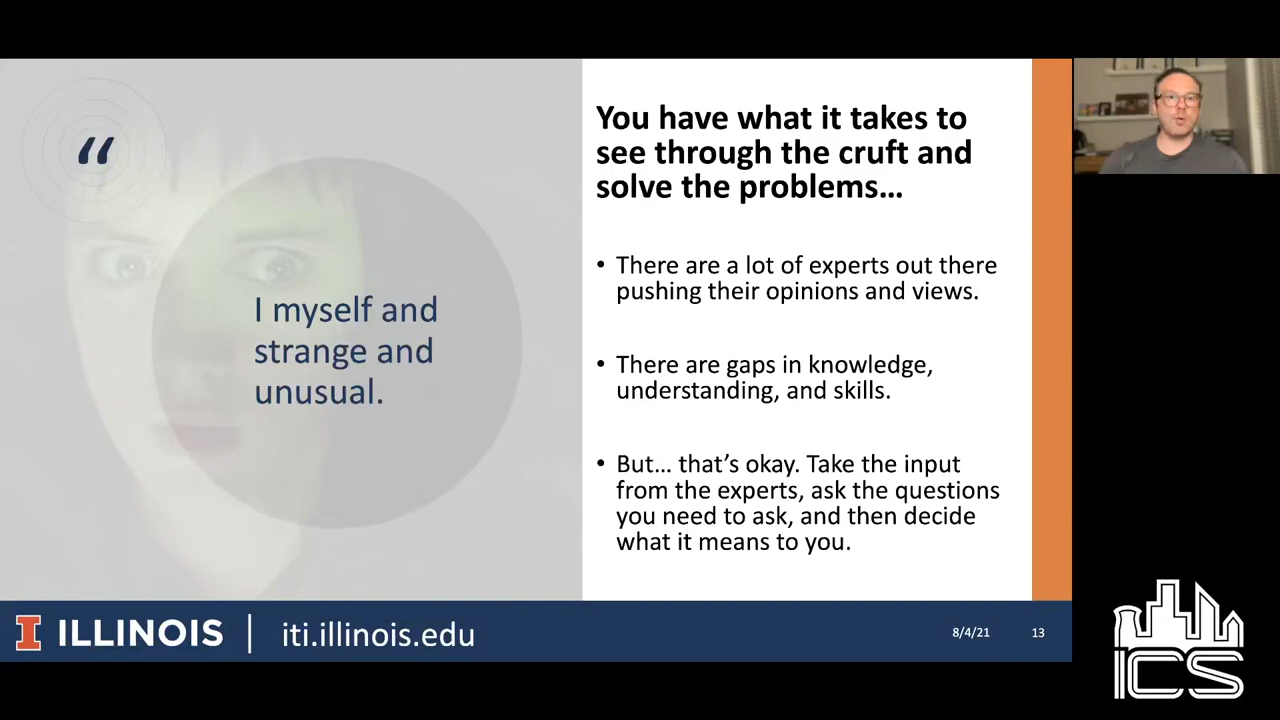 “
I myself and
strange and
unusual.
You have what it takes to
see through the cruft and
solve the problems…
• There are a lot of experts out there
pushing their opinions and views.
• There are gaps in knowledge,
understanding, and skills.
• But… that’s okay. Take the input
from the experts, ask the questions
you need to ask, and then decide
what it means to you.
I ILLINOIS | iti.illinois.edu
8/4/21 13
ICS